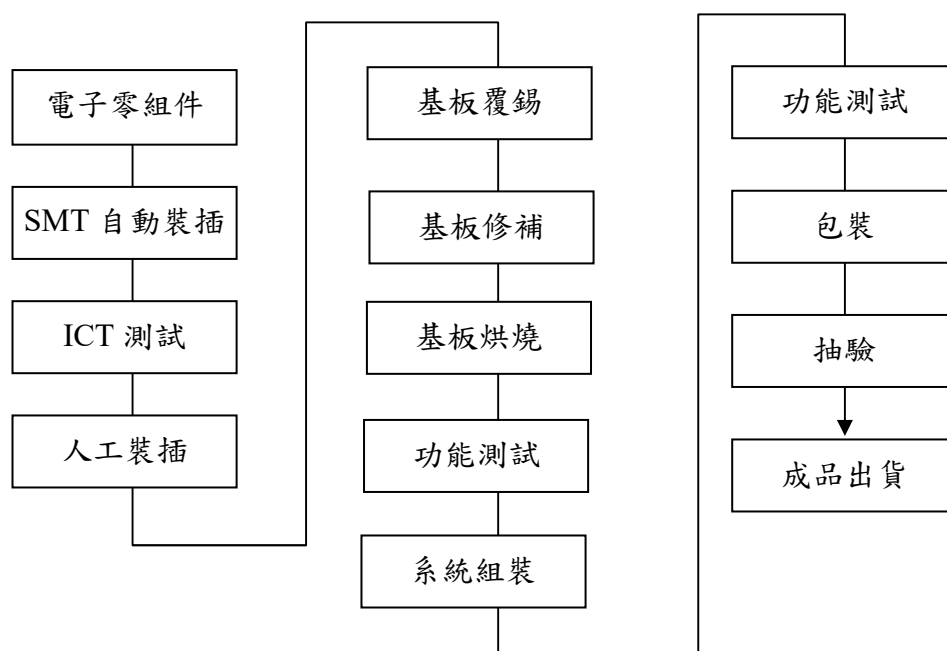 電子零組件
SMT 自動裝插
ICT 測試
人工裝插
基板覆錫
基板修補
基板烘燒
功能測試
系統組裝
功能測試
包裝
抽驗
成品出貨